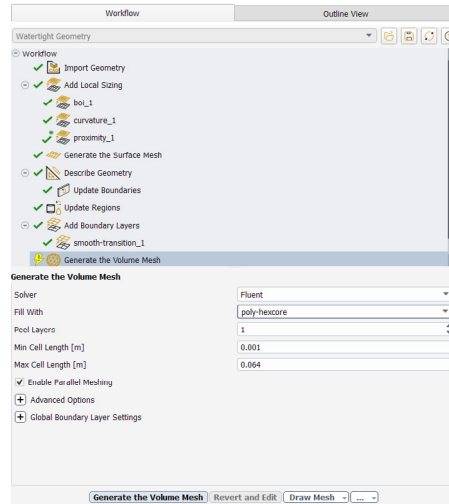 Workflow
Outline View
Watertight Geometry
Workflow
Import Geometry
Add Local Sizing
boi_1
curvature_1
proximity_1
Generate the Surface Mesh
Describe Geometry
Update Boundaries
Update Regions
Add Boundary Layers
smooth-transition_1
Generate the Volume Mesh
Generate the Volume Mesh
Solver Fluent
Fill With poly-hexcore
Peel Layers 1
Min Cell Length [m] 0.001
Max Cell Length [m] 0.064
Enable Parallel Meshing
Advanced Options
Global Boundary Layer Settings
Generate the Volume Mesh Revert and Edit Draw Mesh ...